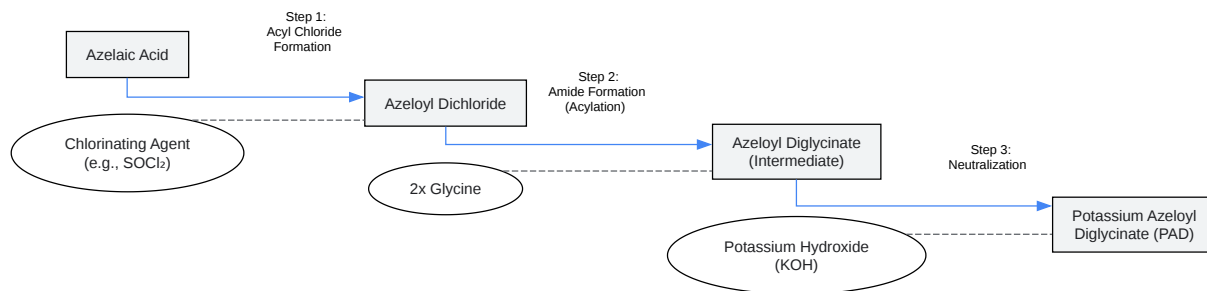 Step 1:
Acyl Chloride
Formation
Azelaic Acid
Chlorinating Agent
(e.g., SOCl₂)
Step 2:
Amide Formation
(Acylation)
Azeloyl Dichloride
2x Glycine
Azeloyl Diglycinate
(Intermediate)
Step 3:
Neutralization
Potassium Hydroxide
(KOH)
Potassium Azeloyl
Diglycinate (PAD)